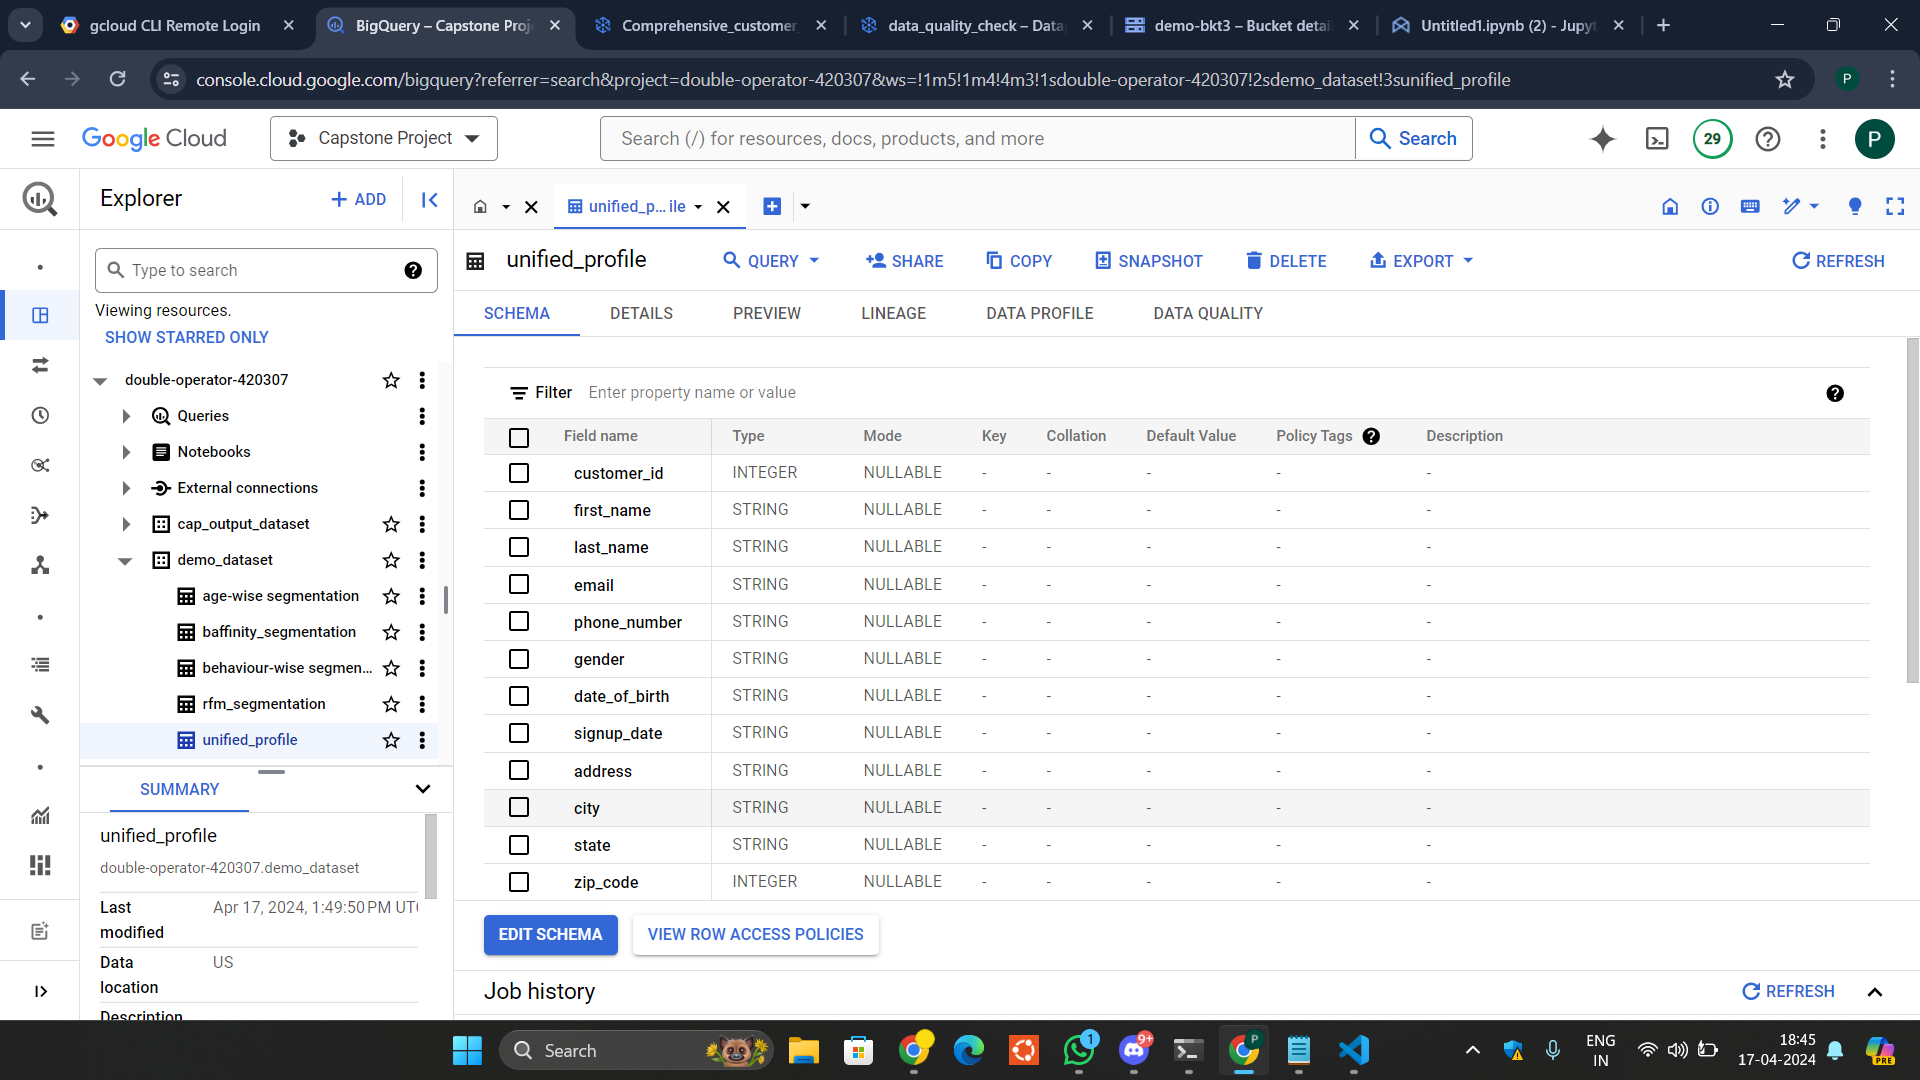 gcloud CLI Remote Login
BigQuery – Capstone Proje
Comprehensive_customer_
data_quality_check – Datap
demo-bkt3 – Bucket detail
Untitled1.ipynb (2) - Jupyt
console.cloud.google.com/bigquery?referrer=search&project=double-operator-420307&ws=!1m5!1m4!4m3!1sdouble-operator-420307!2sdemo_dataset!3sunified_profile
P
Google Cloud
Capstone Project
Search (/) for resources, docs, products, and more
Search
29
P
Explorer
+ ADD
unified_p... ile
Type to search
Viewing resources.
SHOW STARRED ONLY
double-operator-420307
Queries
Notebooks
External connections
cap_output_dataset
demo_dataset
age-wise segmentation
baffinity_segmentation
behaviour-wise segmen...
rfm_segmentation
unified_profile
SUMMARY
unified_profile
double-operator-420307.demo_dataset
Last modified Apr 17, 2024, 1:49:50 PM UT
Data location US
Description
unified_profile
QUERY
SHARE
COPY
SNAPSHOT
DELETE
EXPORT
REFRESH
SCHEMA DETAILS PREVIEW LINEAGE DATA PROFILE DATA QUALITY
Filter Enter property name or value
Field name Type Mode Key Collation Default Value Policy Tags Description
customer_id INTEGER NULLABLE - - - - -
first_name STRING NULLABLE - - - - -
last_name STRING NULLABLE - - - - -
email STRING NULLABLE - - - - -
phone_number STRING NULLABLE - - - - -
gender STRING NULLABLE - - - - -
date_of_birth STRING NULLABLE - - - - -
signup_date STRING NULLABLE - - - - -
address STRING NULLABLE - - - - -
city STRING NULLABLE - - - - -
state STRING NULLABLE - - - - -
zip_code INTEGER NULLABLE - - - - -
EDIT SCHEMA
VIEW ROW ACCESS POLICIES
Job history
REFRESH
Search
1
9+
P
ENG
IN
18:45
17-04-2024
PRE